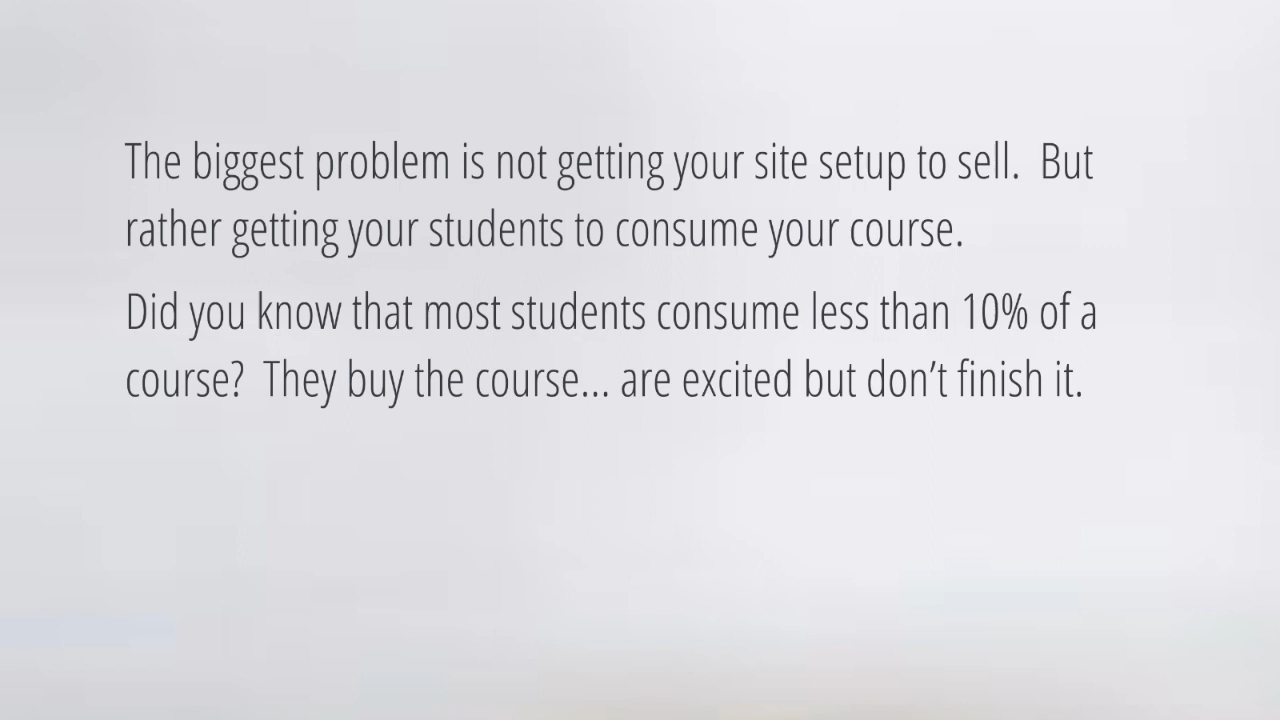 The biggest problem is not getting your site setup to sell.  But
rather getting your students to consume your course.
Did you know that most students consume less than 10% of a
course?  They buy the course... are excited but don’t finish it.